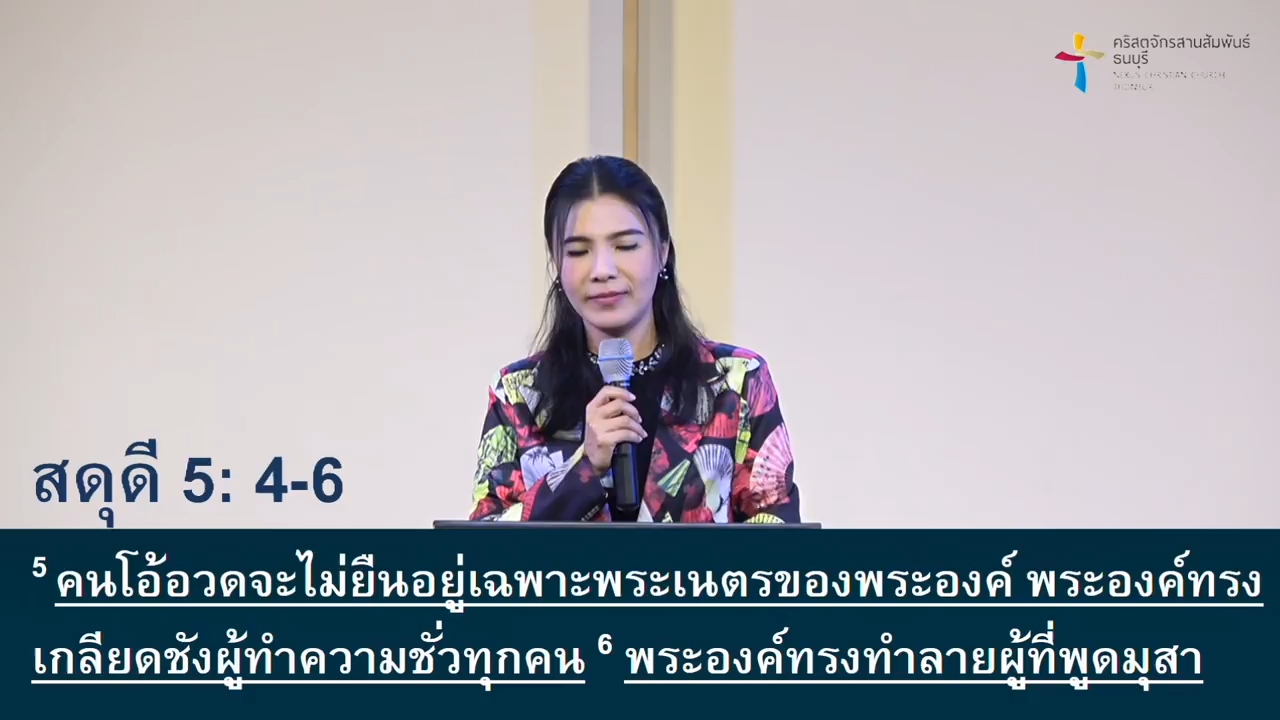 คริสตจักรสานสัมพันธ์
ธนบุรี
NEXUS CHRISTIAN CHURCH
THONBURI
สดุดี 5: 4-6
5 คนโอ้อวดจะไม่ยืนอยู่เฉพาะพระเนตรของพระองค์ พระองค์ทรง
เกลียดชังผู้ทำความชั่วทุกคน 6 พระองค์ทรงทำลายผู้ที่พูดมุสา